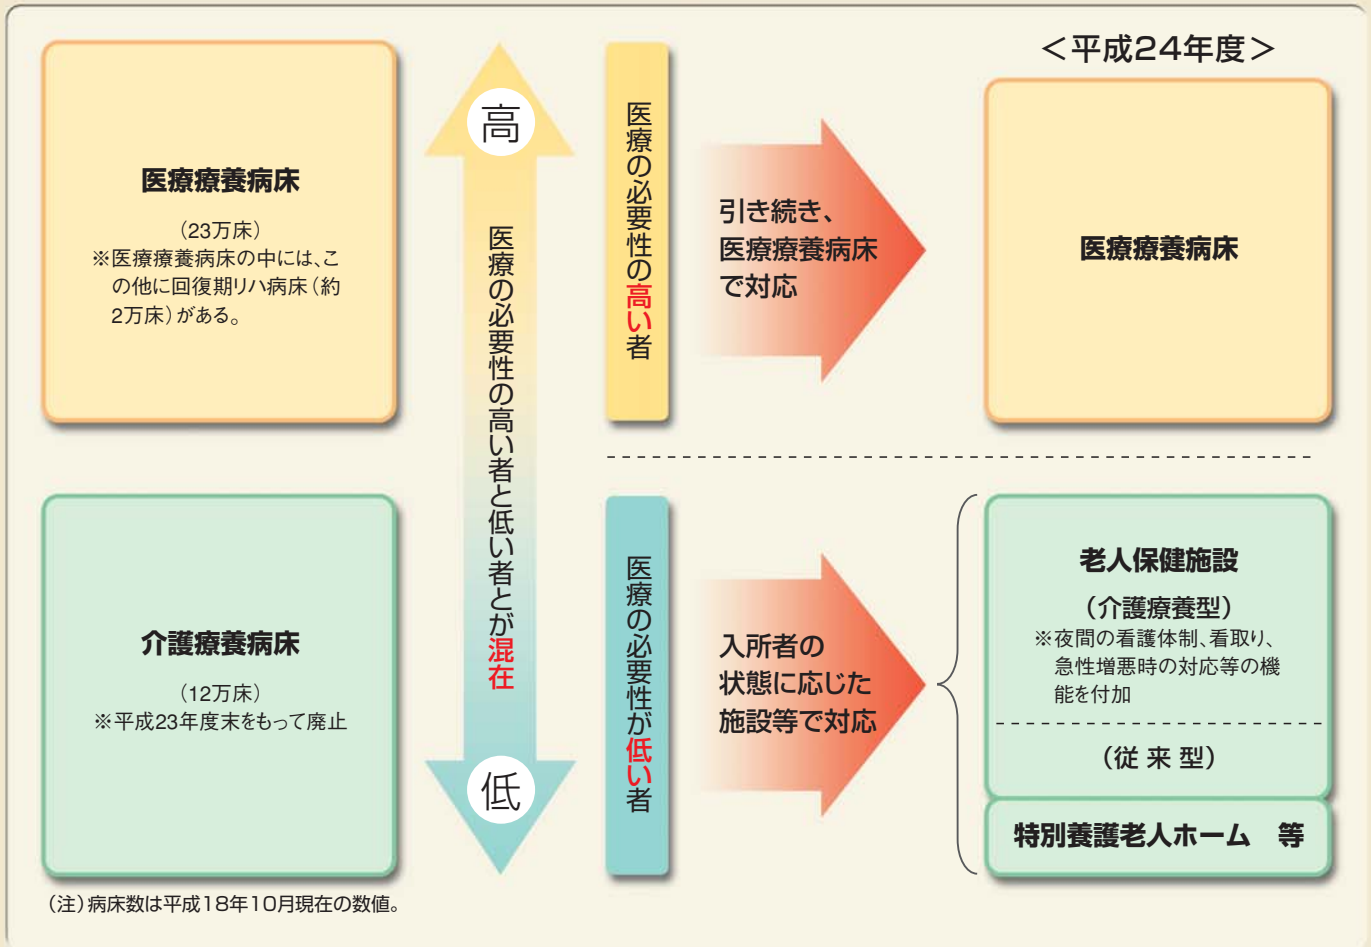 医療療養病床
(23万床)
※医療療養病床の中には、こ
の他に回復期リハ病床(約
2万床)がある。
介護療養病床
(12万床)
※平成23年度末をもって廃止
高
医療の必要性の高い者と低い者とが混在
低
医療の必要性の高い者
引き続き、
医療療養病床
で対応
医療の必要性が低い者
入所者の
状態に応じた
施設等で対応
<平成24年度>
医療療養病床
老人保健施設
(介護療養型)
※夜間の看護体制、看取り、
急性増悪時の対応等の機
能を付加
(従来型)
特別養護老人ホーム 等
(注)病床数は平成18年10月現在の数値。